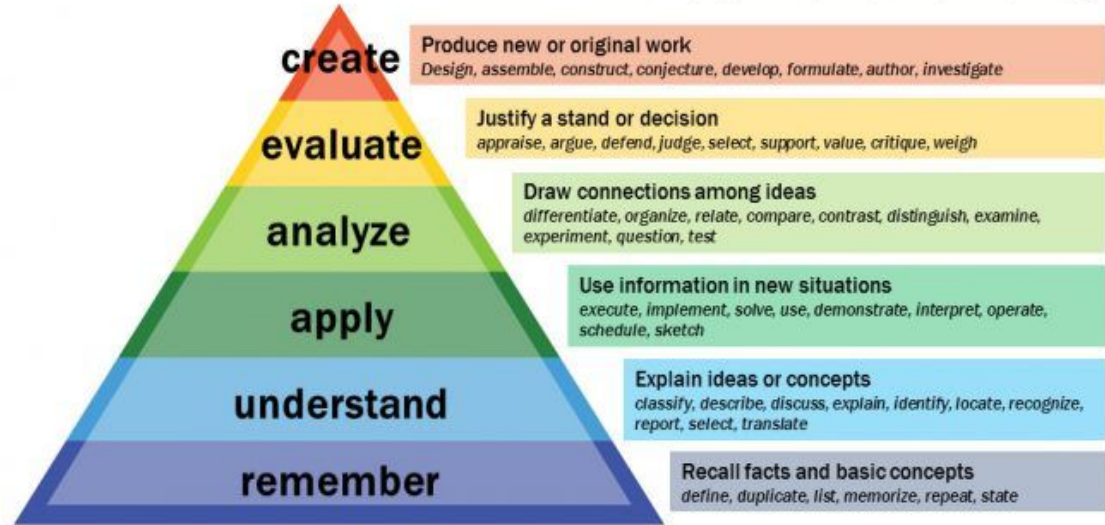 create
Produce new or original work
Design, assemble, construct, conjecture, develop, formulate, author, investigate
evaluate
Justify a stand or decision
appraise, argue, defend, judge, select, support, value, critique, weigh
analyze
Draw connections among ideas
differentiate, organize, relate, compare, contrast, distinguish, examine,
experiment, question, test
apply
Use information in new situations
execute, implement, solve, use, demonstrate, interpret, operate,
schedule, sketch
understand
Explain ideas or concepts
classify, describe, discuss, explain, identify, locate, recognize,
report, select, translate
remember
Recall facts and basic concepts
define, duplicate, list, memorize, repeat, state